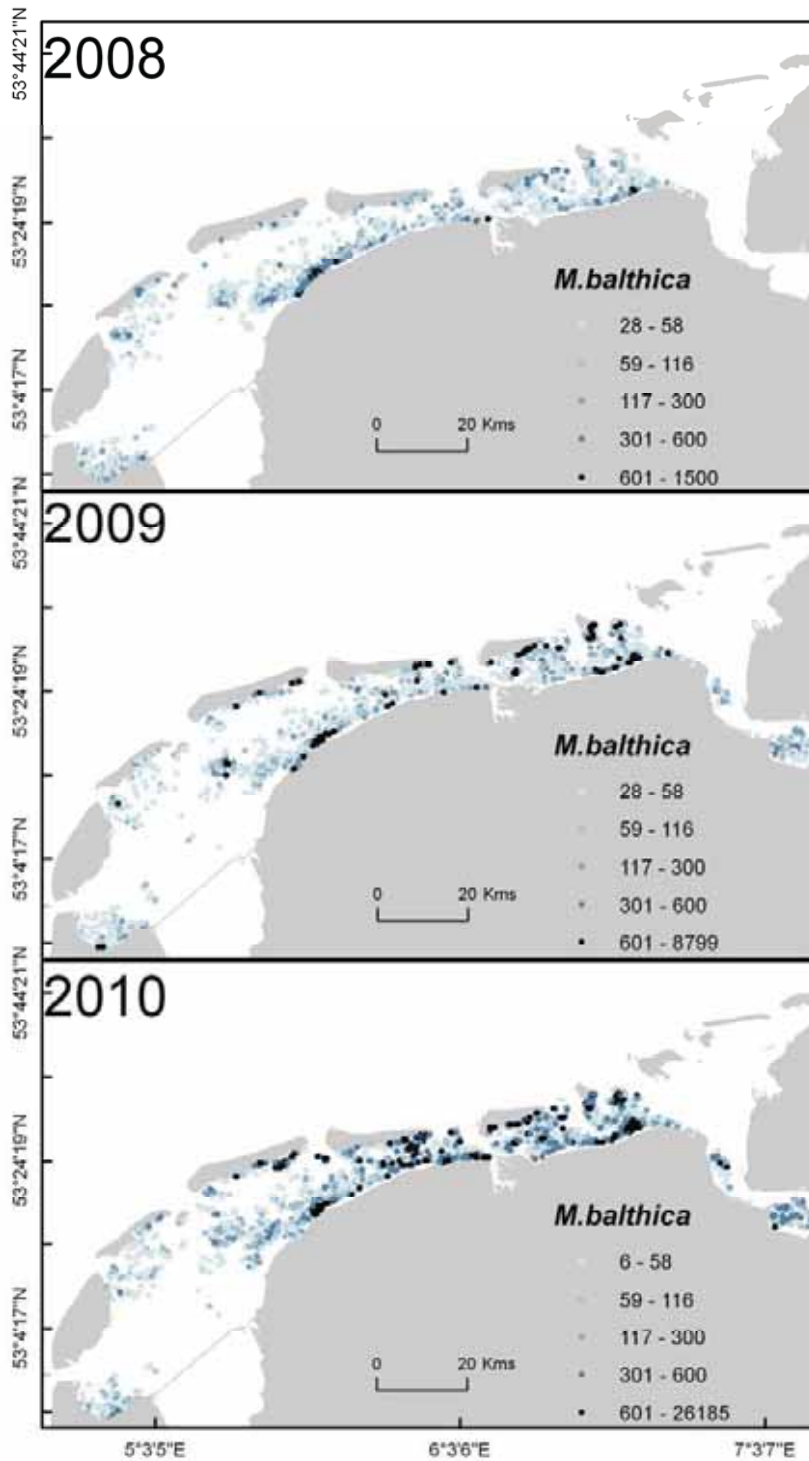 53°44'21"N
2008
53°24'19"N
M.balthica
28 - 58
59 - 116
53°4'17"N
117 - 300
0 20 Kms
301 - 600
601 - 1500
53°44'21"N
2009
53°24'19"N
M.balthica
28 - 58
59 - 116
53°4'17"N
117 - 300
0 20 Kms
301 - 600
601 - 8799
53°44'21"N
2010
53°24'19"N
M.balthica
6 - 58
59 - 116
53°4'17"N
117 - 300
0 20 Kms
301 - 600
601 - 26185
5°3'5"E 6°3'6"E 7°3'7"E